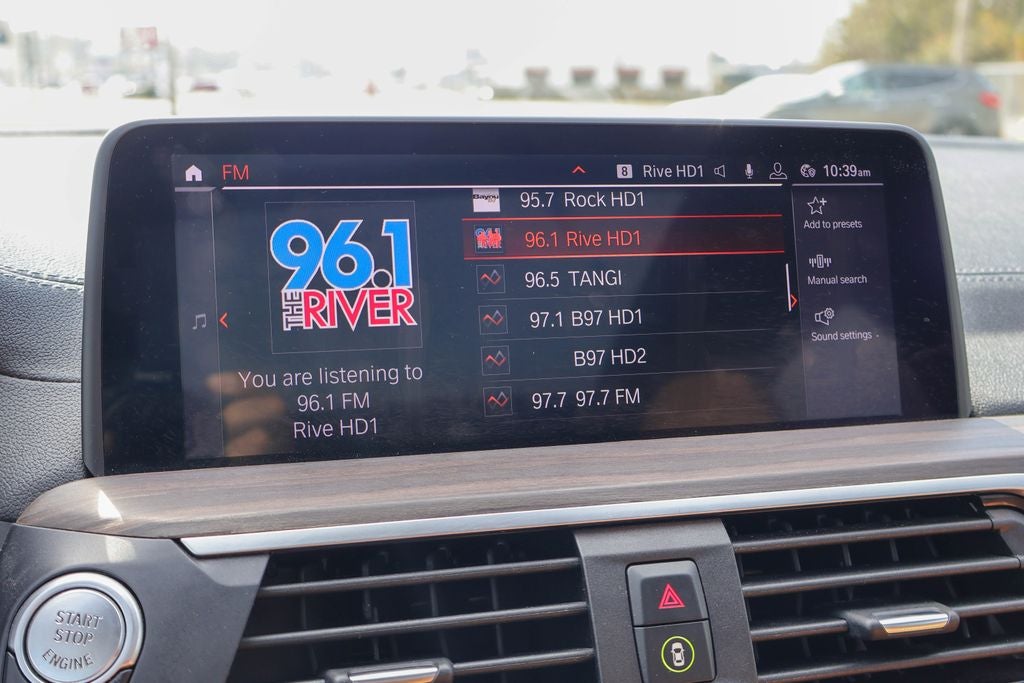 FM
8 Rive HD1
10:39am
96.1
THE RIVER
You are listening to
96.1 FM
Rive HD1
Bayou
95.7 Rock HD1
96.1 Rive HD1
96.5 TANGI
97.1 B97 HD1
B97 HD2
97.7 97.7 FM
Add to presets
Manual search
Sound settings
START
STOP
ENGINE